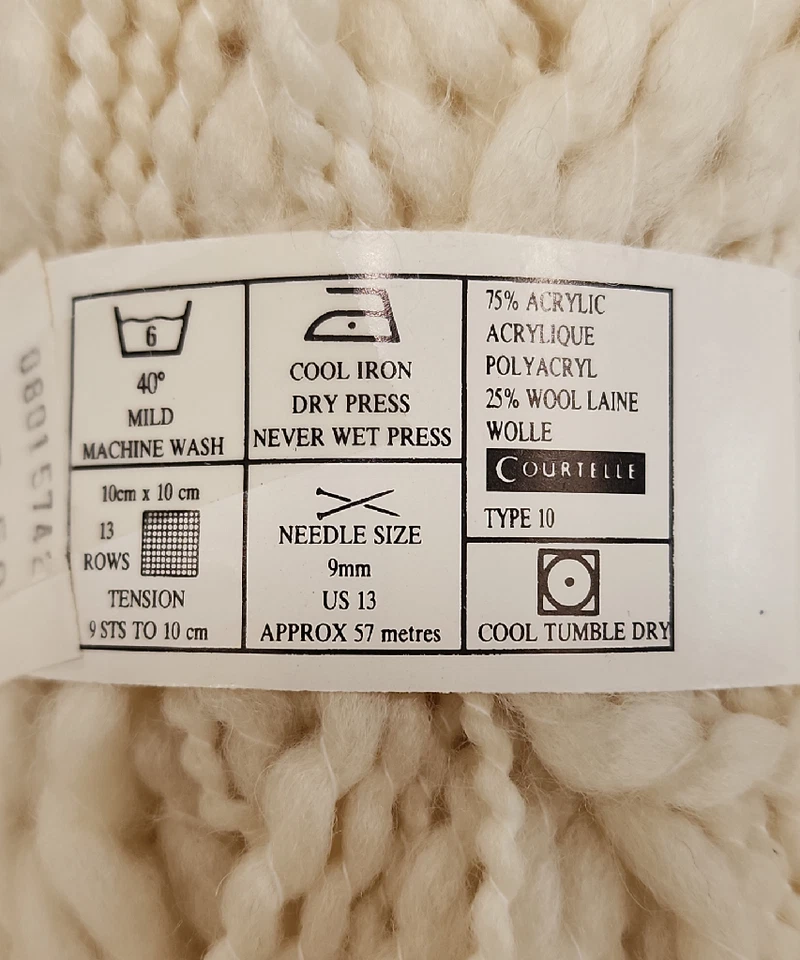 6
40°
MILD
MACHINE WASH
COOL IRON
DRY PRESS
NEVER WET PRESS
75% ACRYLIC
ACRYLIQUE
POLYACRYL
25% WOOL LAINE
WOLLE
COURTELLE
TYPE 10
10cm x 10 cm
13
ROWS
TENSION
9 STS TO 10 cm
NEEDLE SIZE
9mm
US 13
APPROX 57 metres
COOL TUMBLE DRY